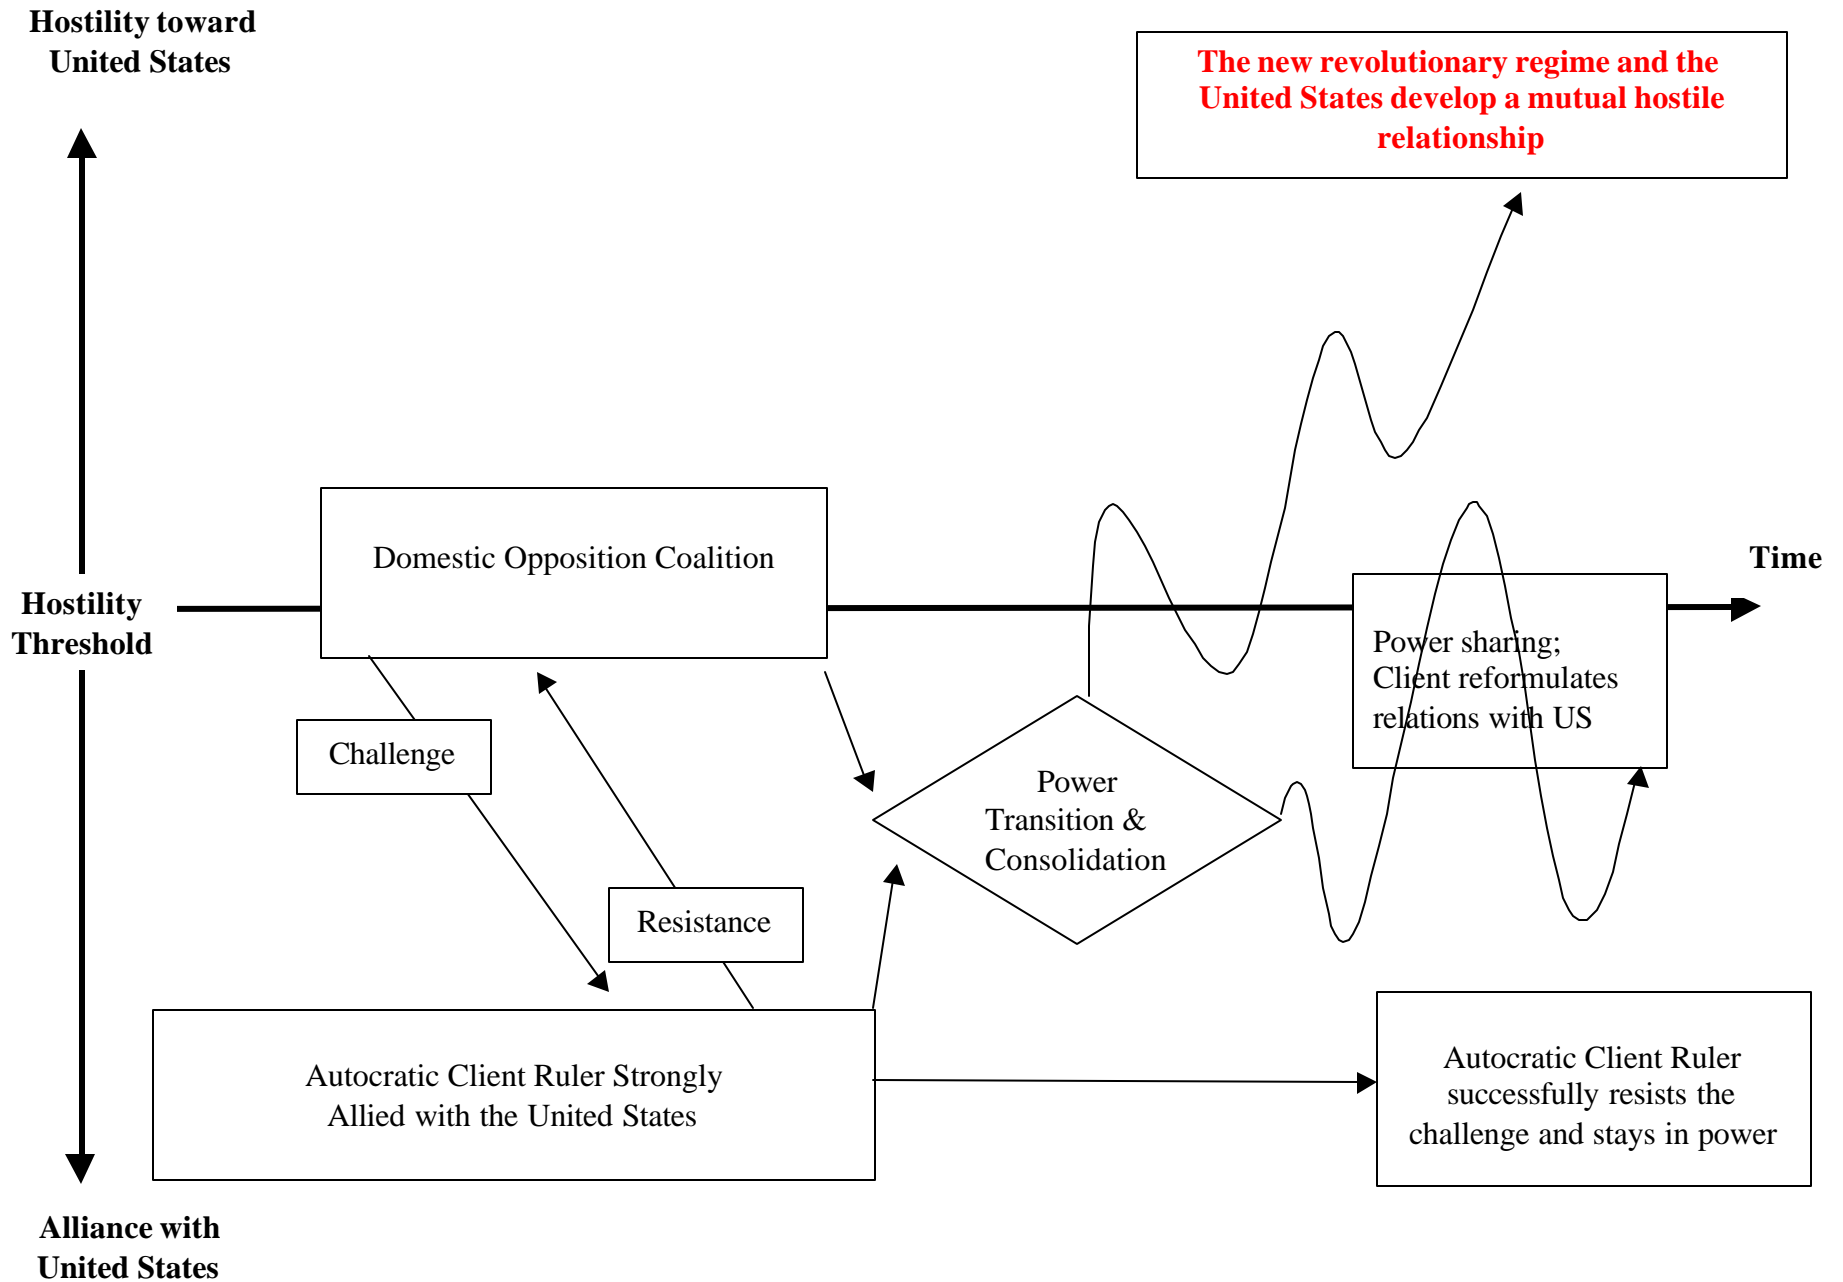 Hostility toward
United States
The new revolutionary regime and the
United States develop a mutual hostile
relationship
Domestic Opposition Coalition
Time
Hostility
Threshold
Power sharing;
Client reformulates
relations with US
Challenge
Power
Transition &
Consolidation
Resistance
Autocratic Client Ruler Strongly
Allied with the United States
Autocratic Client Ruler
successfully resists the
challenge and stays in power
Alliance with
United States